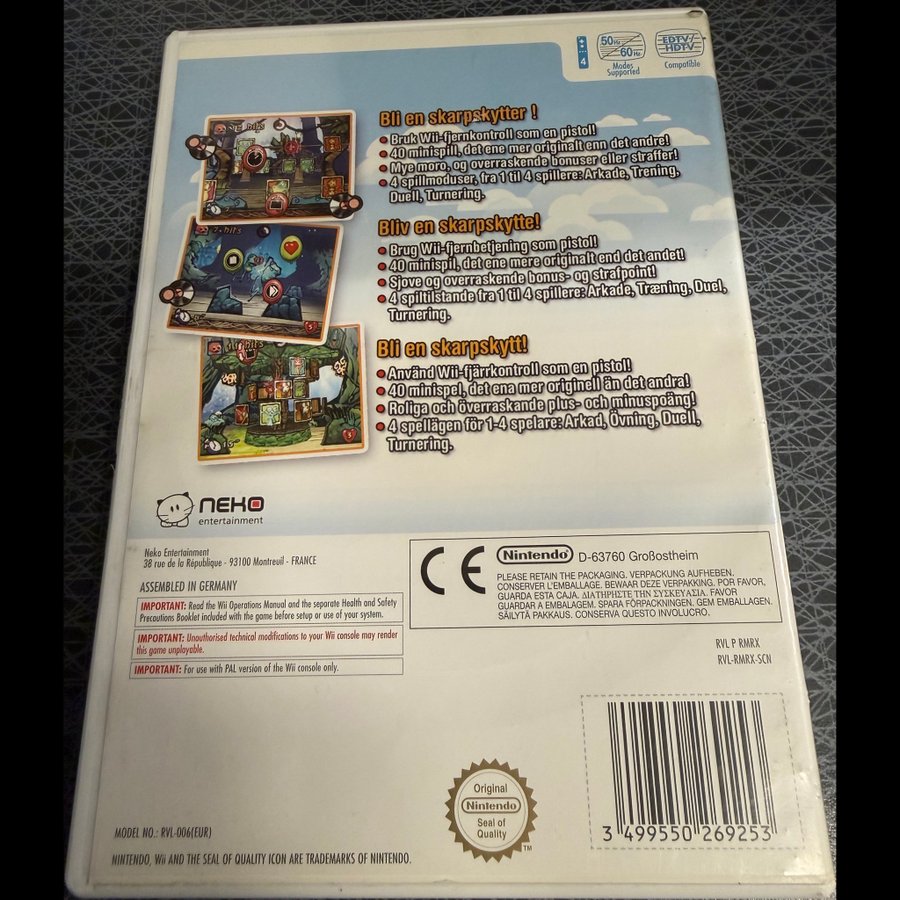 4
50Hz
60Hz
Modes
Supported
EDTV/
HDTV
Compatible
Bli en skarpskytter !
Bruk Wii-fjernkontroll som en pistol!
40 minispill, det ene mer originalt enn det andre!
Mye moro, og overraskende bonuser eller straffer!
4 spillmoduser, fra 1 til 4 spillere: Arkade, Trening,
Duell, Turnering.
Bliv en skarpskytte!
Brug Wii-fjernbetjening som pistol!
40 minispil, det ene mere originalt end det andet!
Sjove og overraskende bonus- og strafpoint!
4 spiltilstande fra 1 til 4 spillere: Arkade, Træning, Duel,
Turnering.
Bli en skarpskytt!
Använd Wii-fjärrkontroll som en pistol!
40 minispel, det ena mer originell än det andra!
Roliga och överraskande plus- och minuspoäng!
4 spellägen för 1-4 spelare: Arkad, Övning, Duell,
Turnering.
neko
entertainment
Neko Entertainment
38 rue de la République - 93100 Montreuil - FRANCE
ASSEMBLED IN GERMANY
IMPORTANT: Read the Wii Operations Manual and the separate Health and Safety
Precautions Booklet included with the game before setup or use of your system.
IMPORTANT: Unauthorised technical modifications to your Wii console may render
this game unplayable.
IMPORTANT: For use with PAL version of the Wii console only.
CE
Nintendo D-63760 Großostheim
PLEASE RETAIN THE PACKAGING. VERPACKUNG AUFHEBEN.
CONSERVER L'EMBALLAGE. BEWAAR DEZE VERPAKKING. POR FAVOR,
GUARDA ESTA CAJA. ΔΙΑΤΗΡΗΣΤΕ ΤΗΝ ΣΥΣΚΕΥΑΣΙΑ. FAVOR
GUARDAR A EMBALAGEM. SPARA FÖRPACKNINGEN. GEM EMBALLAGEN.
SÄILYTÄ PAKKAUS. CONSERVA QUESTO INVOLUCRO.
RVL P RMRX
RVL-RMRX-SCN
Original
Nintendo
Seal of
Quality
TM
3 499550 269253
MODEL NO.: RVL-006(EUR)
NINTENDO, Wii AND THE SEAL OF QUALITY ICON ARE TRADEMARKS OF NINTENDO.